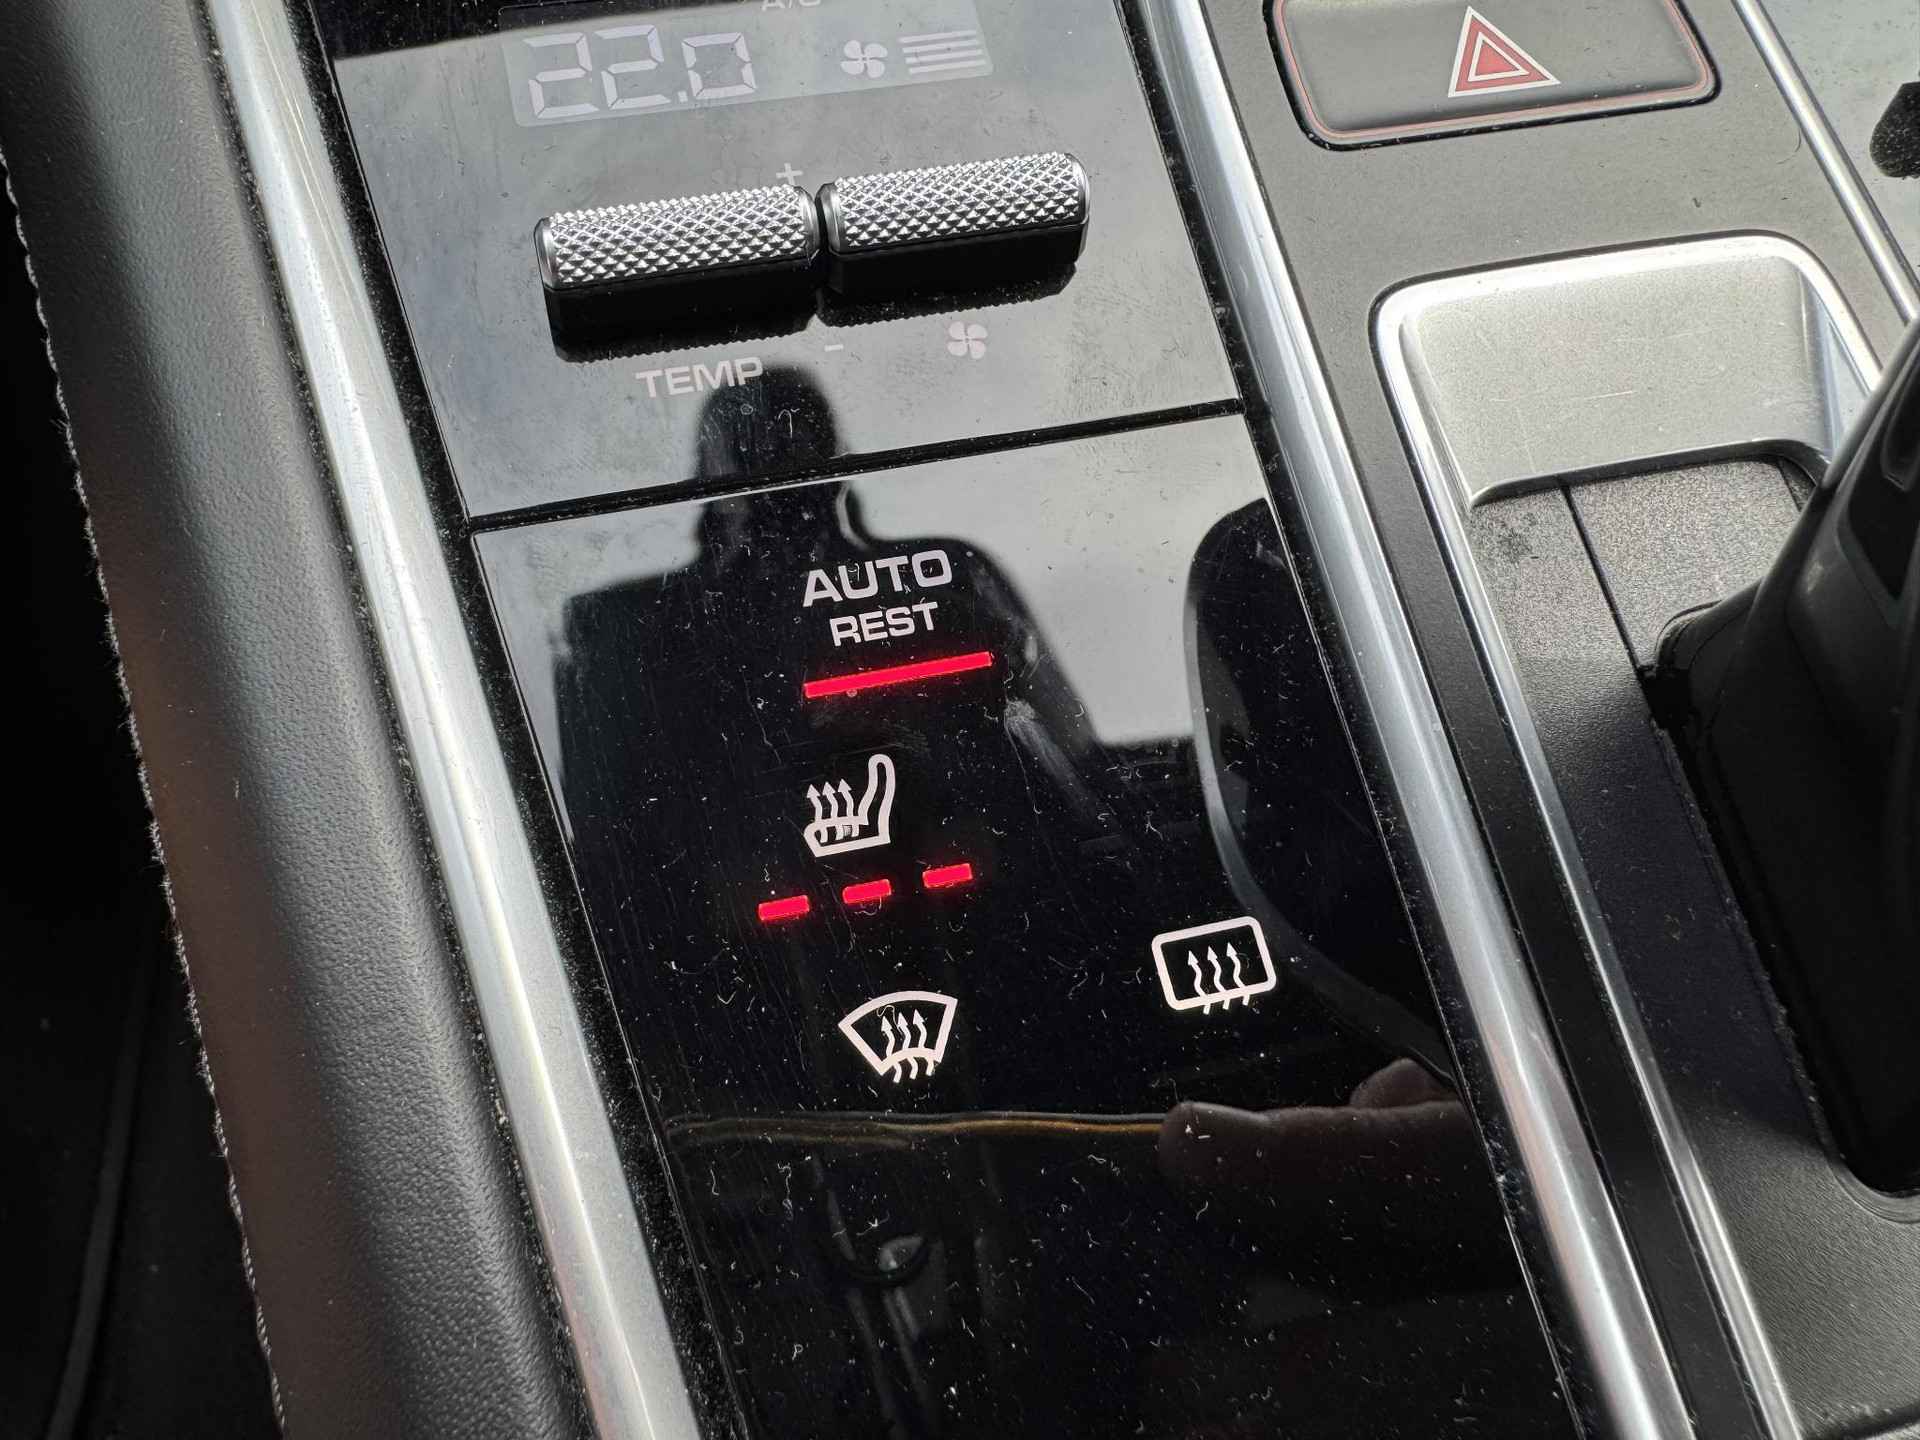 A/C
22.0
+
-
TEMP
AUTO
REST